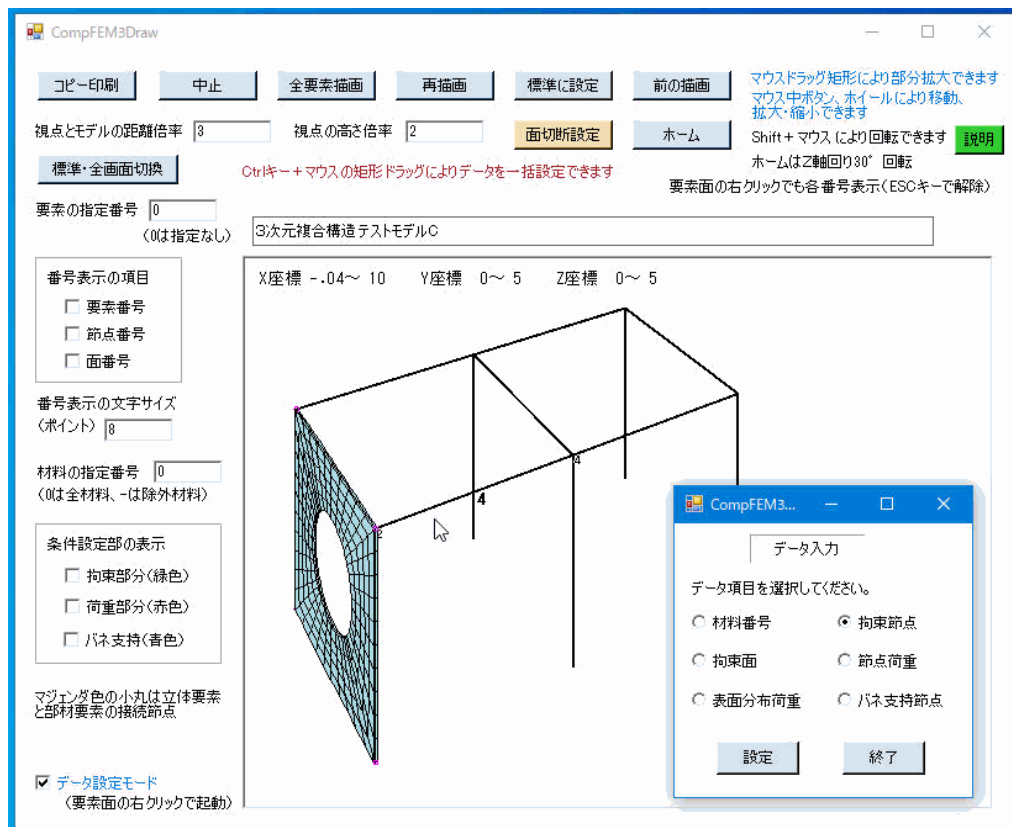 CompFEM3Draw
コピー印刷
中止
全要素描画
再描画
標準に設定
前の描画
マウスドラッグ矩形により部分拡大できます
マウス中ボタン、ホイールにより移動、
拡大・縮小できます
視点とモデルの距離倍率 3
視点の高さ倍率 2
面切断設定
ホーム
Shift+マウス により回転できます
説明
ホームはZ軸回り30° 回転
標準・全画面切換
Ctrlキー+マウスの矩形ドラッグによりデータを一括設定できます
要素面の右クリックでも各番号表示(ESCキーで解除)
要素の指定番号 0
(0は指定なし)
3次元複合構造テストモデルC
番号表示の項目
要素番号
節点番号
面番号
X座標 -.04~ 10 Y座標 0~ 5 Z座標 0~ 5
番号表示の文字サイズ
(ポイント) 8
材料の指定番号 0
(0は全材料、-は除外材料)
条件設定部の表示
拘束部分(緑色)
荷重部分(赤色)
バネ支持(青色)
マジェンダ色の小丸は立体要素
と部材要素の接続節点
データ設定モード
(要素面の右クリックで起動)
4
4
2
CompFEM3...
データ入力
データ項目を選択してください。
材料番号
拘束節点
拘束面
節点荷重
表面分布荷重
バネ支持節点
設定
終了